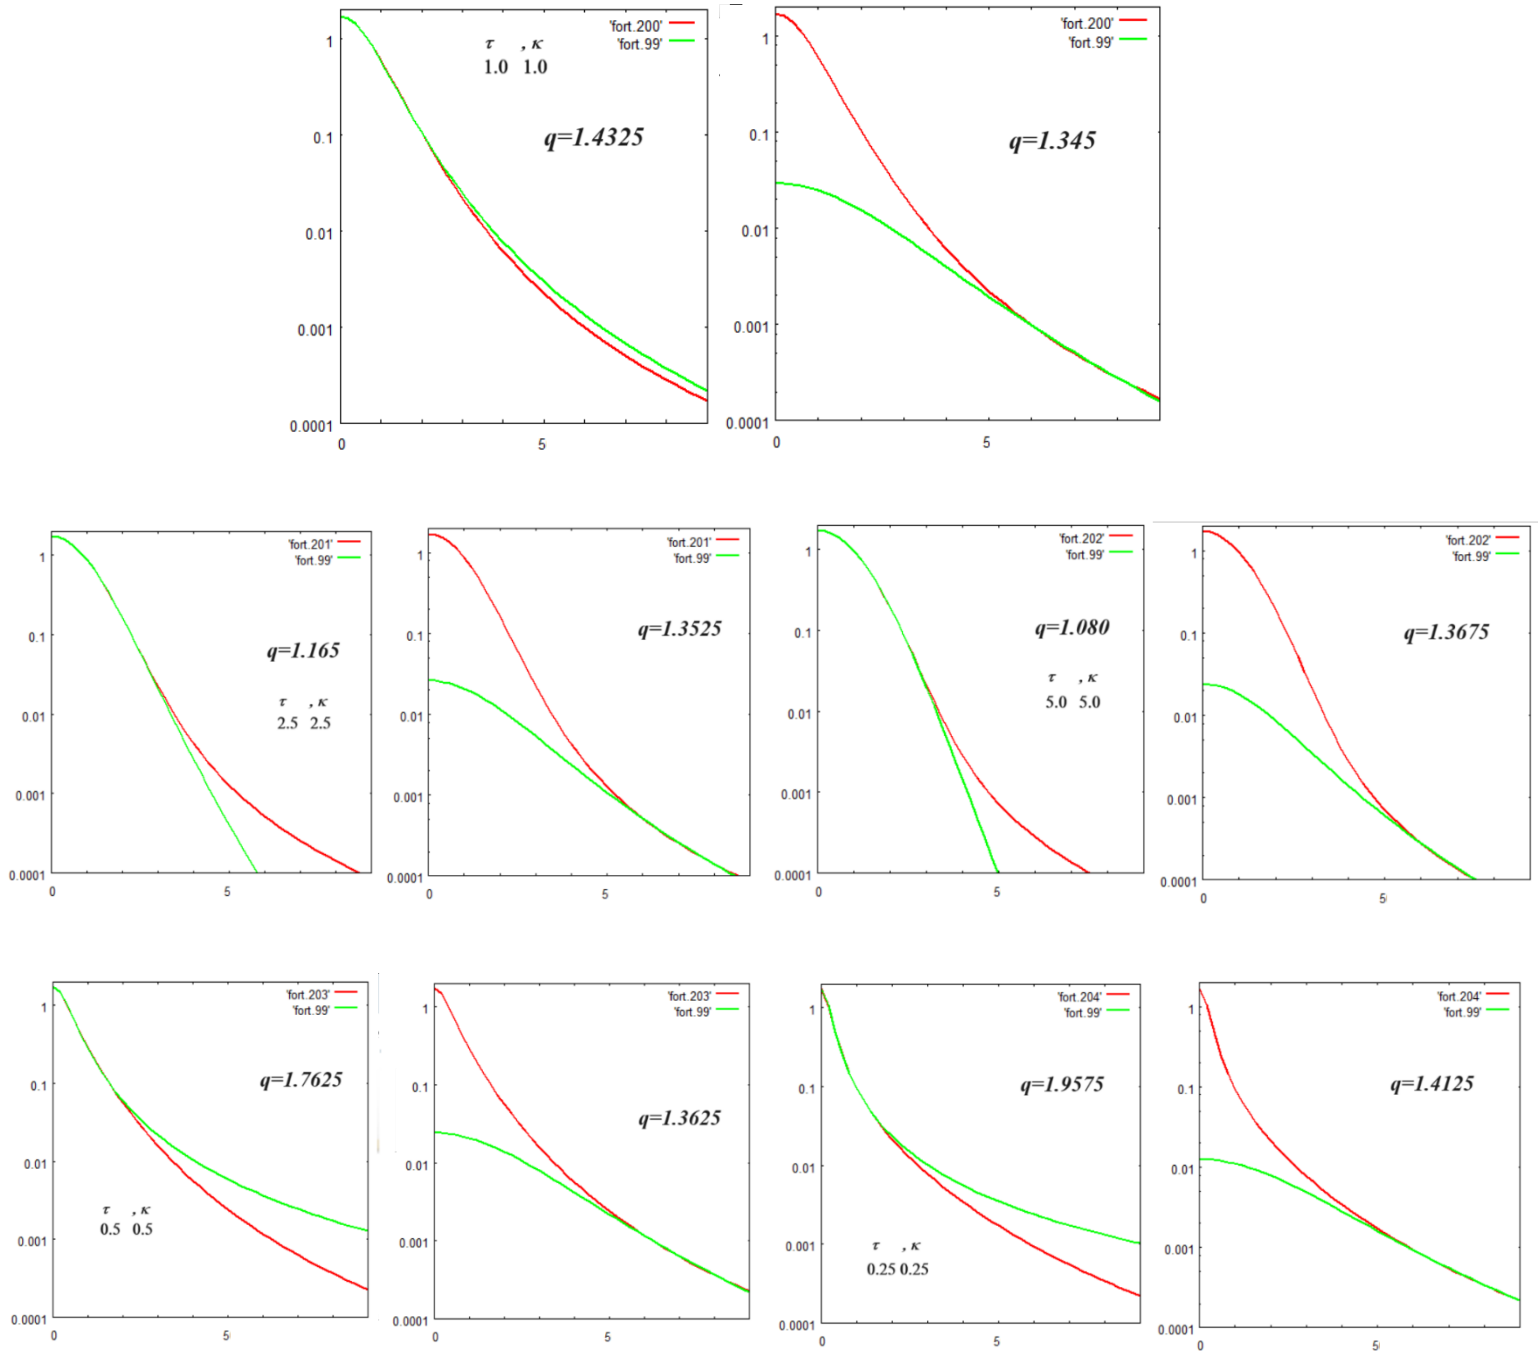 'fort.200'
'fort.99'
τ , κ
1.0 1.0
q=1.4325
1
0.1
0.01
0.001
0.0001
0
5
'fort.200'
'fort.99'
q=1.345
1
0.1
0.01
0.001
0.0001
0
5
'fort.201'
'fort.99'
q=1.165
τ , κ
2.5 2.5
1
0.1
0.01
0.001
0.0001
0
5
'fort.201'
'fort.99'
q=1.3525
1
0.1
0.01
0.001
0.0001
0
5
'fort.202'
'fort.99'
q=1.080
τ , κ
5.0 5.0
1
0.1
0.01
0.001
0.0001
0
5
'fort.202'
'fort.99'
q=1.3675
1
0.1
0.01
0.001
0.0001
0
5
'fort.203'
'fort.99'
q=1.7625
τ , κ
0.5 0.5
1
0.1
0.01
0.001
0.0001
0
5
'fort.203'
'fort.99'
q=1.3625
1
0.1
0.01
0.001
0.0001
0
5
'fort.204'
'fort.99'
q=1.9575
τ , κ
0.25 0.25
1
0.1
0.01
0.001
0.0001
0
5
'fort.204'
'fort.99'
q=1.4125
1
0.1
0.01
0.001
0.0001
0
5